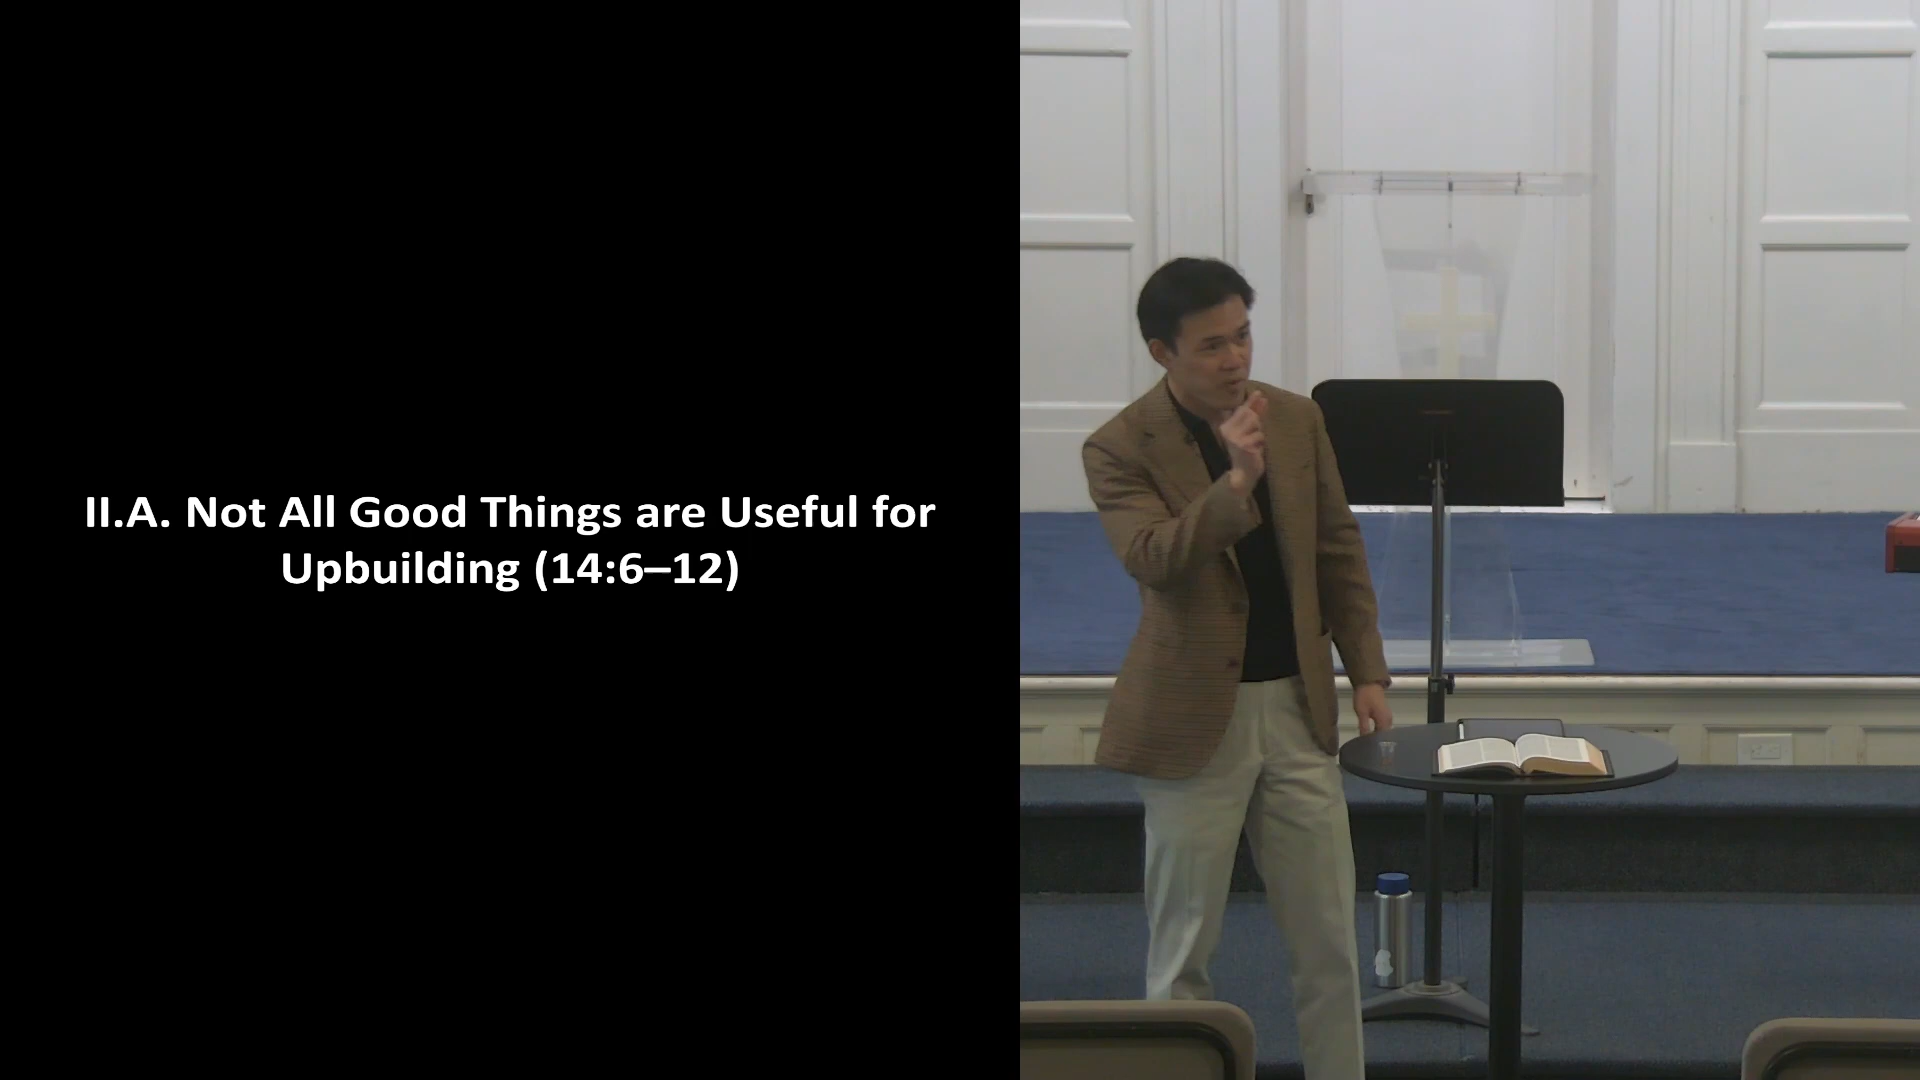 II.A. Not All Good Things are Useful for
Upbuilding (14:6–12)